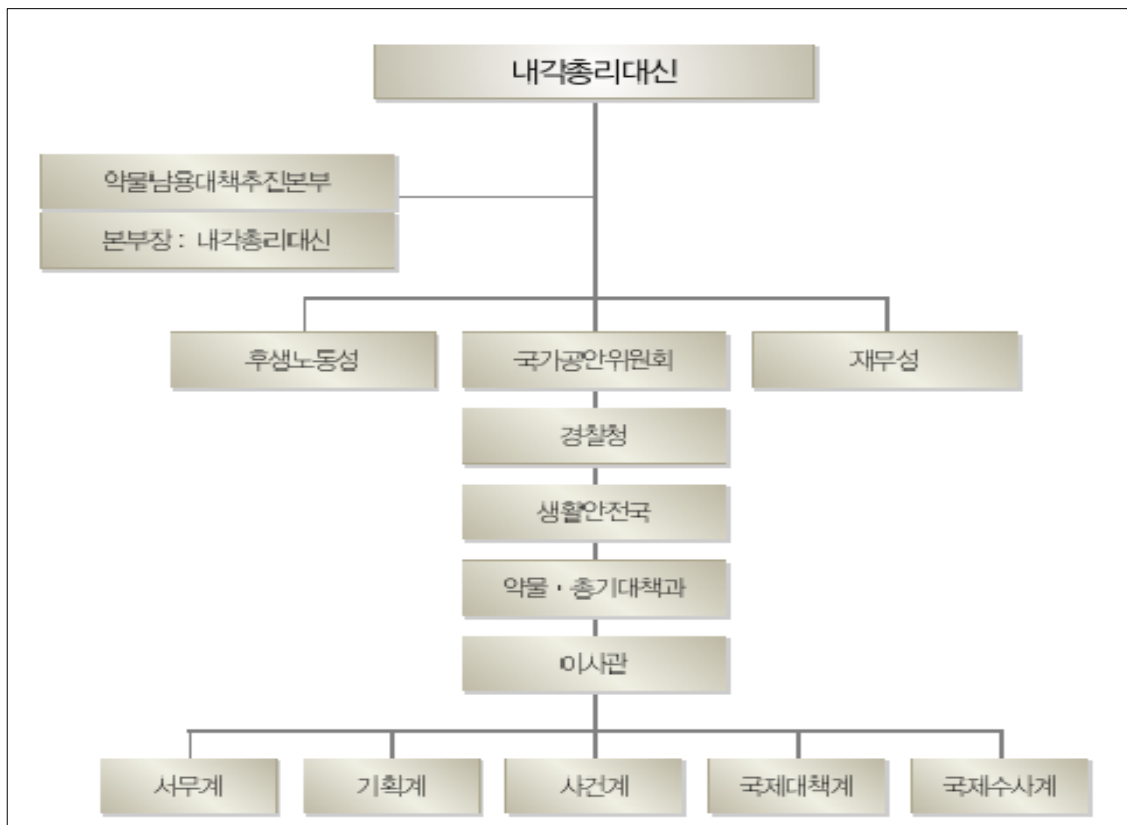 내각총리대신
약물남용대책추진본부
본부장 : 내각총리대신
후생노동성
국가공안위원회
재무성
경찰청
생활안전국
약물・총기대책과
이사관
서무계
기획계
사건계
국제대책계
국제수사계